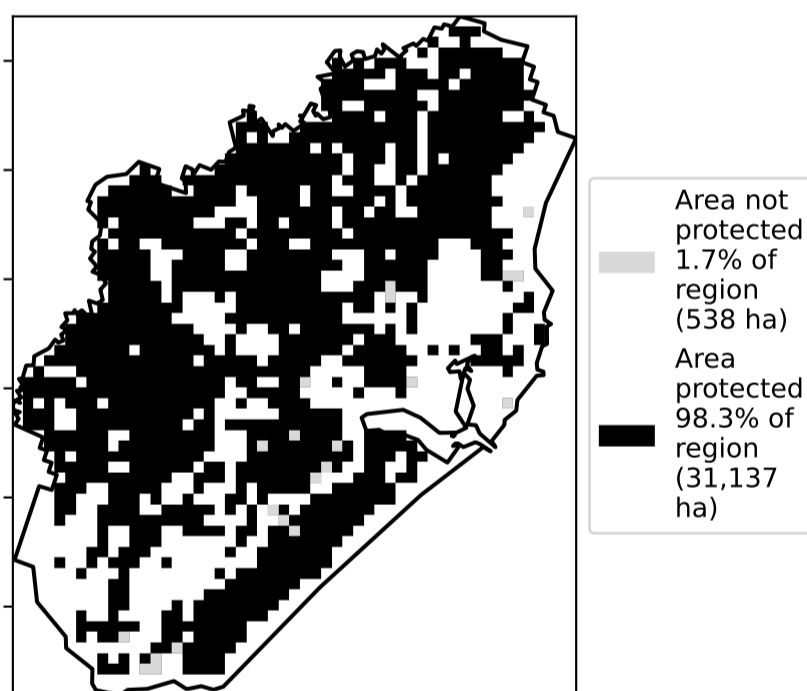 Area not
protected
1.7% of
region
(538 ha)
Area
protected
98.3% of
region
(31,137
ha)